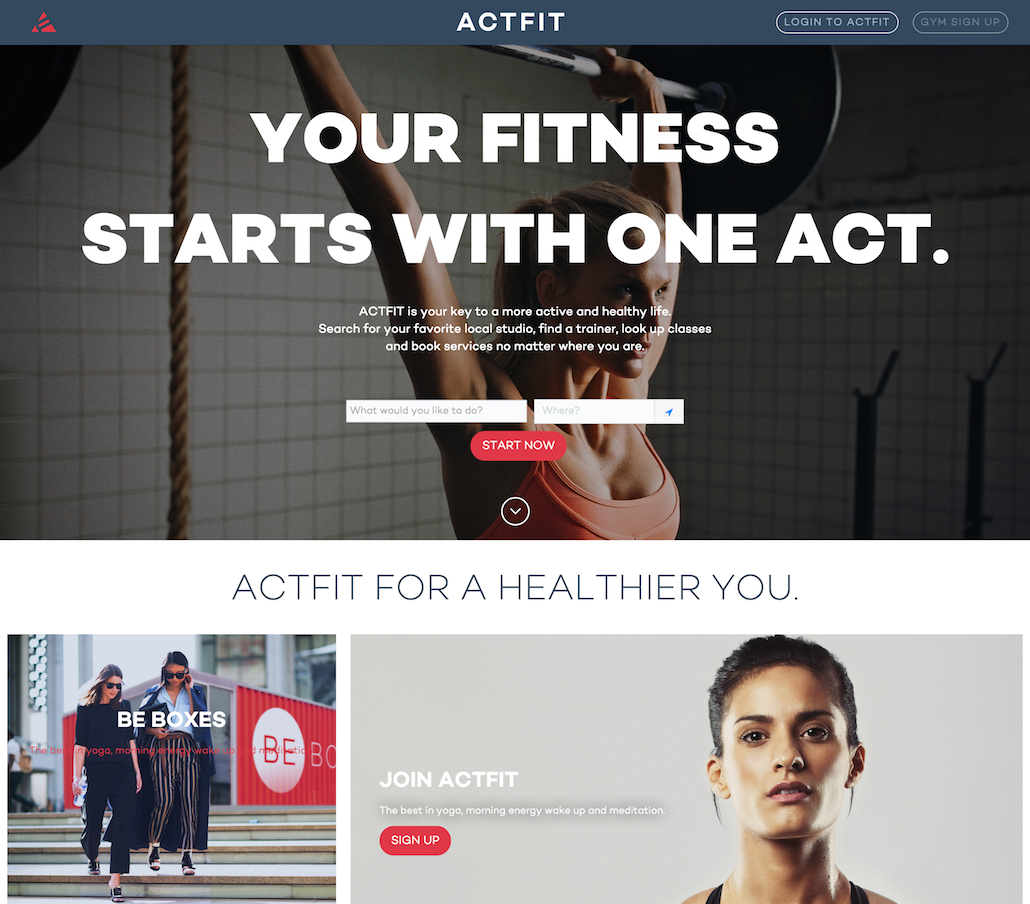 ACTFIT
LOGIN TO ACTFIT
GYM SIGN UP
YOUR FITNESS
STARTS WITH ONE ACT.
ACTFIT is your key to a more active and healthy life.
Search for your favorite local studio, find a trainer, look up classes
and book services no matter where you are.
What would you like to do?
Where?
START NOW
ACTFIT FOR A HEALTHIER YOU.
BE BOXES
The best in yoga, morning energy wake up and meditatio
BE BO
JOIN ACTFIT
The best in yoga, morning energy wake up and meditation.
SIGN UP